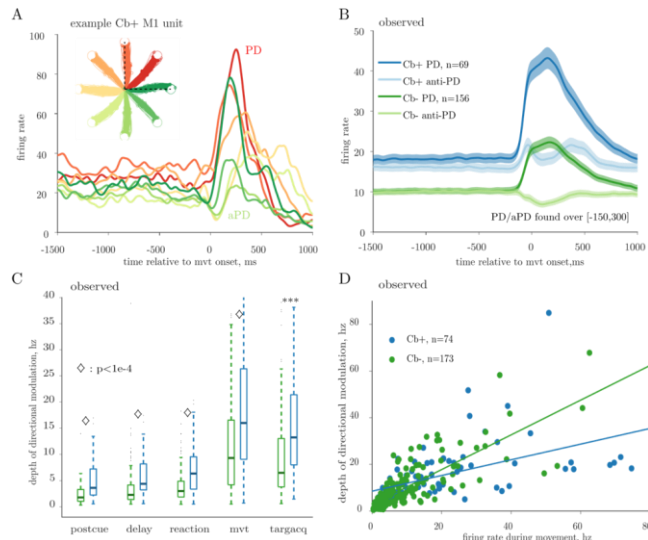 A
example Cb+ M1 unit
100
80
60
40
20
0
firing rate
PD
aPD
-1500
-1000
-500
0
500
1000
time relative to mvt onset, ms
B
observed
50
40
30
20
10
0
firing rate
Cb+ PD, n=69
Cb+ anti-PD
Cb- PD, n=156
Cb- anti-PD
PD/aPD found over [-150,300]
-1500
-1000
-500
0
500
1000
time relative to mvt onset,ms
C
observed
40
35
30
25
20
15
10
5
0
depth of directional modulation, hz
◇ : p<1e-4
***
postcue
delay
reaction
mvt
targacq
D
observed
80
60
40
20
0
depth of directional modulation, hz
Cb+, n=74
Cb-, n=173
0
20
40
60
firing rate during movement, hz